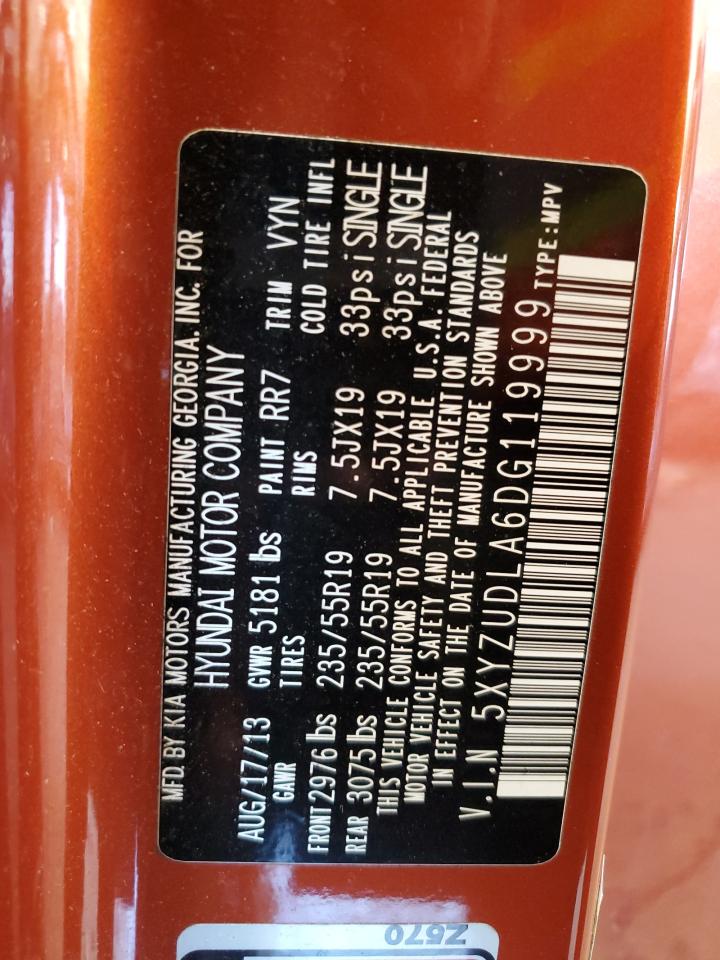 MFD. BY KIA MOTORS MANUFACTURING GEORGIA. INC. FOR
HYUNDAI MOTOR COMPANY
AUG/17/13 GVWR 5181 lbs PAINT RR7 TRIM VYN
GAWR TIRES RIMS COLD TIRE INFL
FRONT 2976 lbs 235/55R19 7.5JX19 33psi SINGLE
REAR 3075 lbs 235/55R19 7.5JX19 33psi SINGLE
THIS VEHICLE CONFORMS TO ALL APPLICABLE U.S.A. FEDERAL
MOTOR VEHICLE SAFETY AND THEFT PREVENTION STANDARDS
IN EFFECT ON THE DATE OF MANUFACTURE SHOWN ABOVE
V.I.N 5XYZUDLA6DG119999 TYPE:MPV
Z670